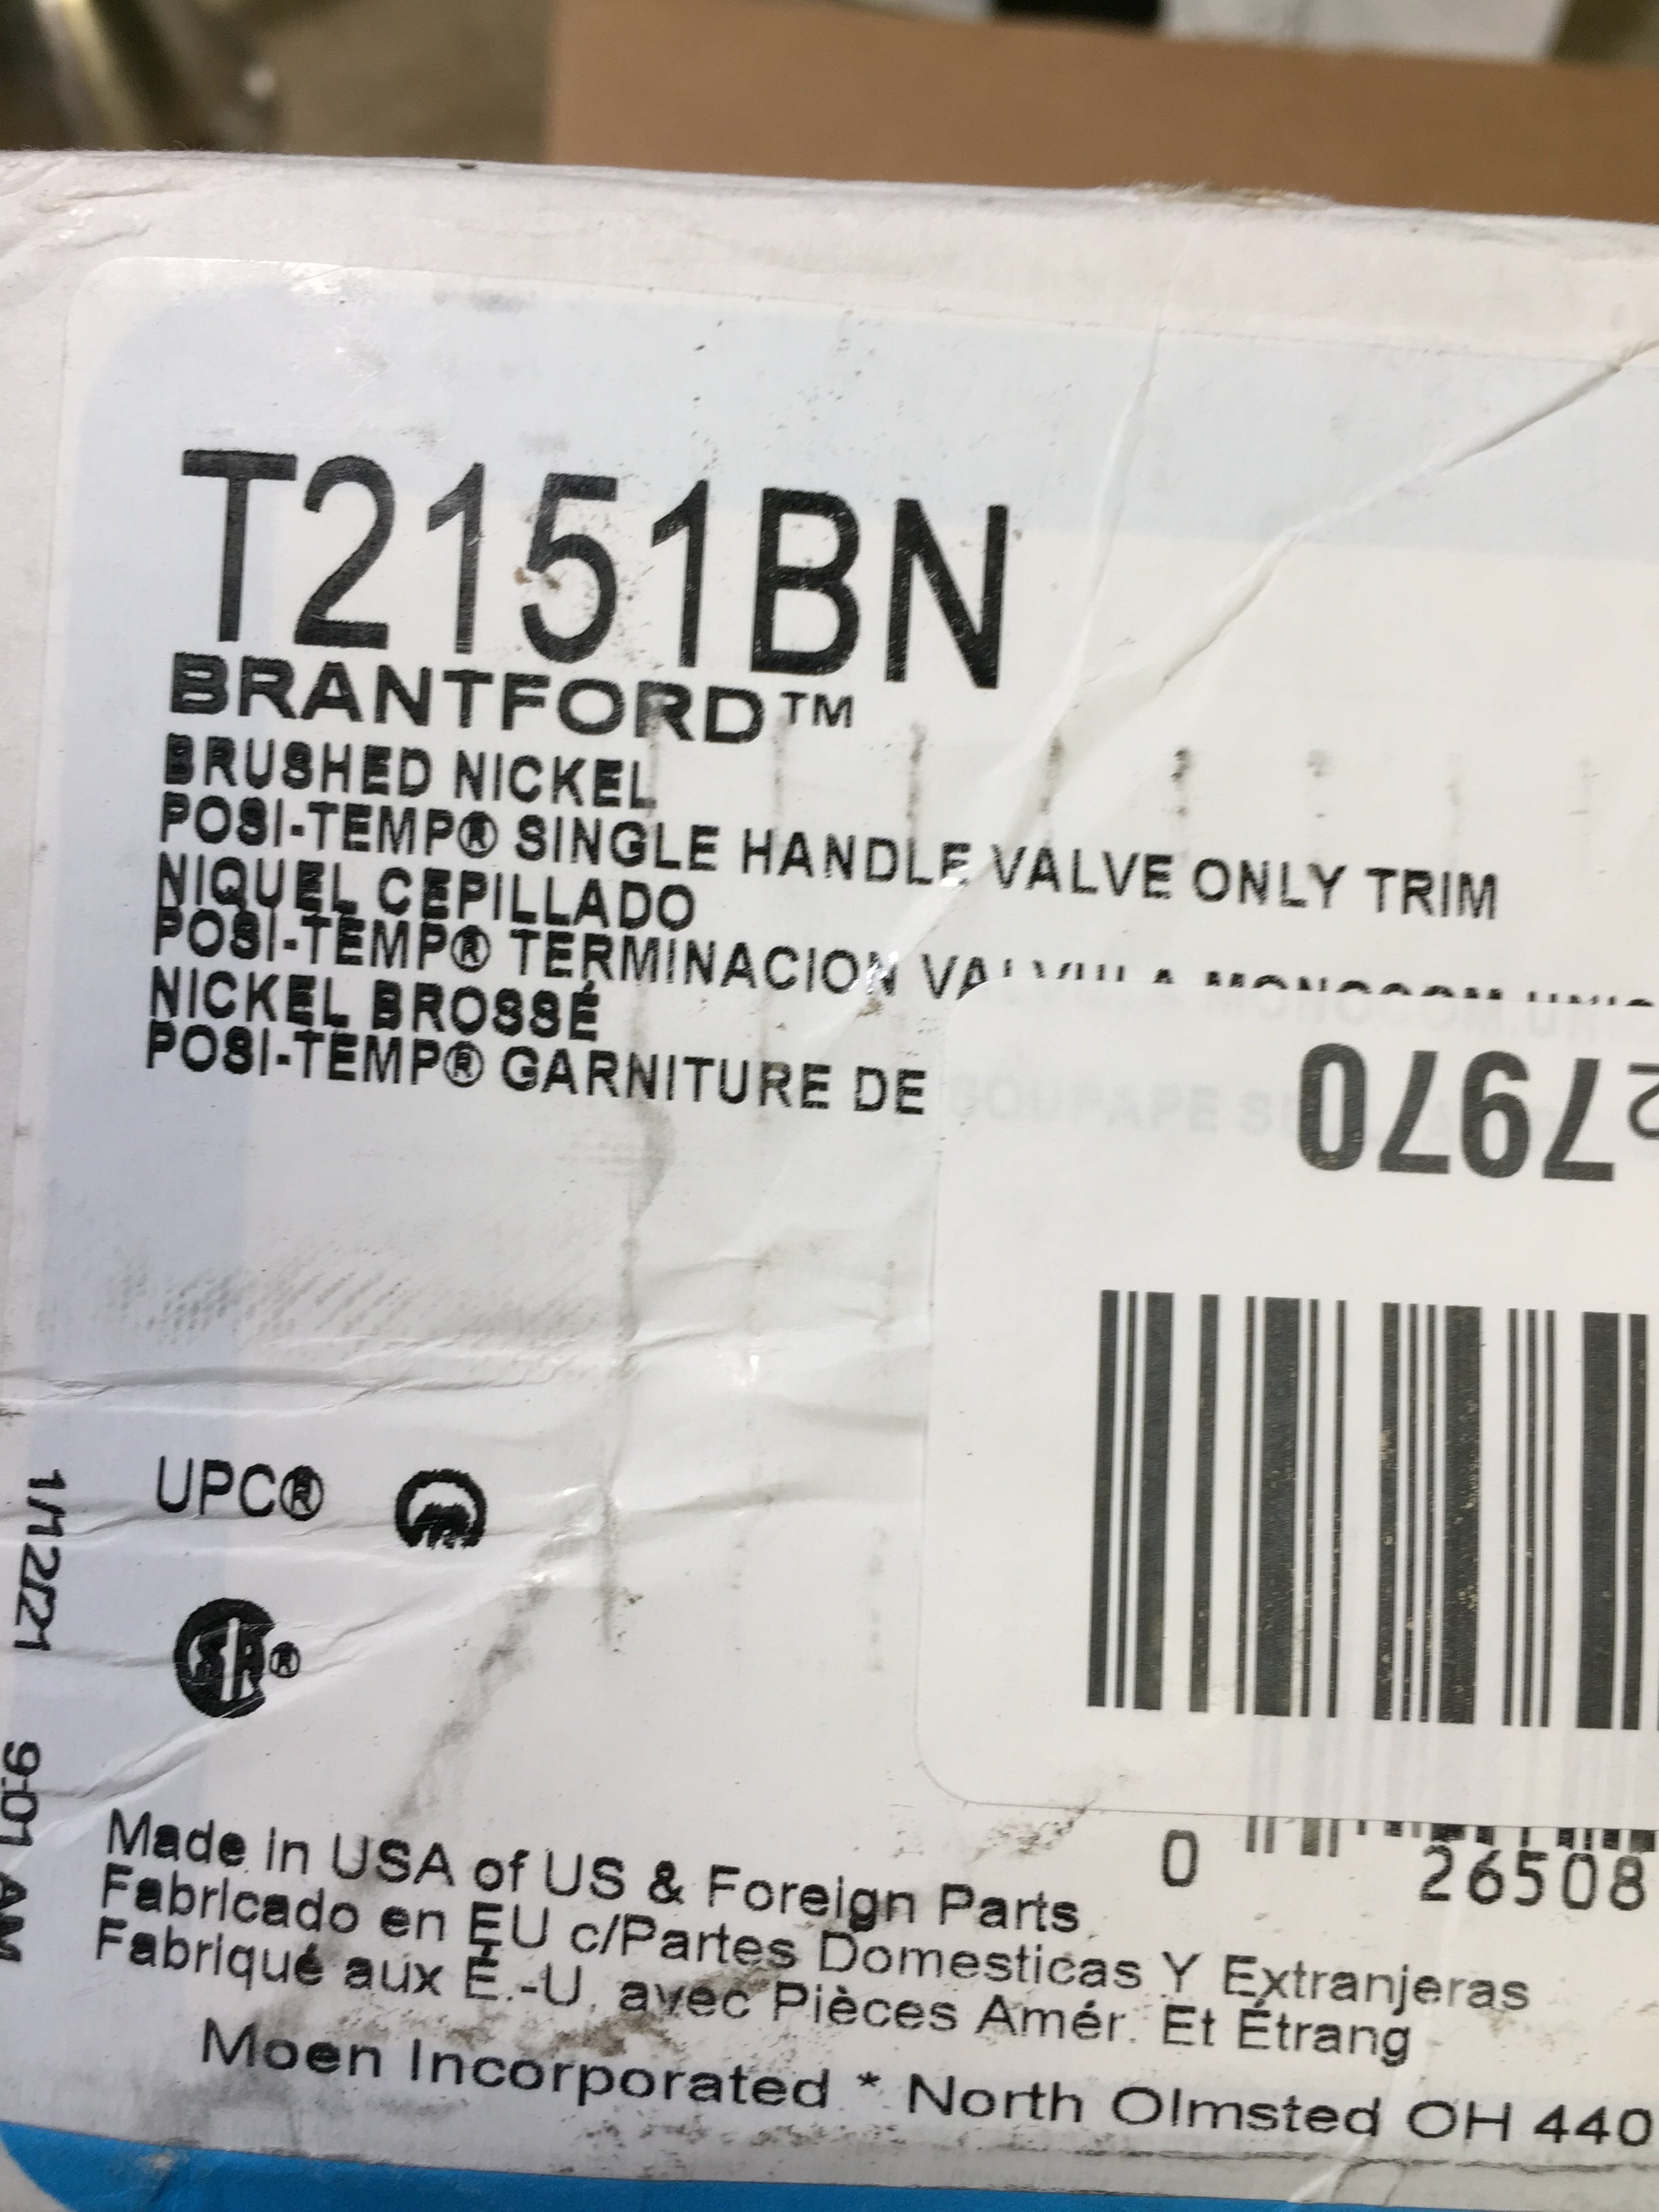 T2151BN
BRANTFORD™
BRUSHED NICKEL
POSI-TEMP® SINGLE HANDLE VALVE ONLY TRIM
NIQUEL CEPILLADO
POSI-TEMP® TERMINACION VALVULA MONOCOM.
NICKEL BROSSÉ
POSI-TEMP® GARNITURE DE
27970
UPC®
1/12/21 9:01 AM
0 26508
Made in USA of US & Foreign Parts
Fabricado en EU c/Partes Domesticas Y Extranjeras
Fabriqué aux É.-U. avec Pièces Amér. Et Étrang
Moen Incorporated * North Olmsted OH 440